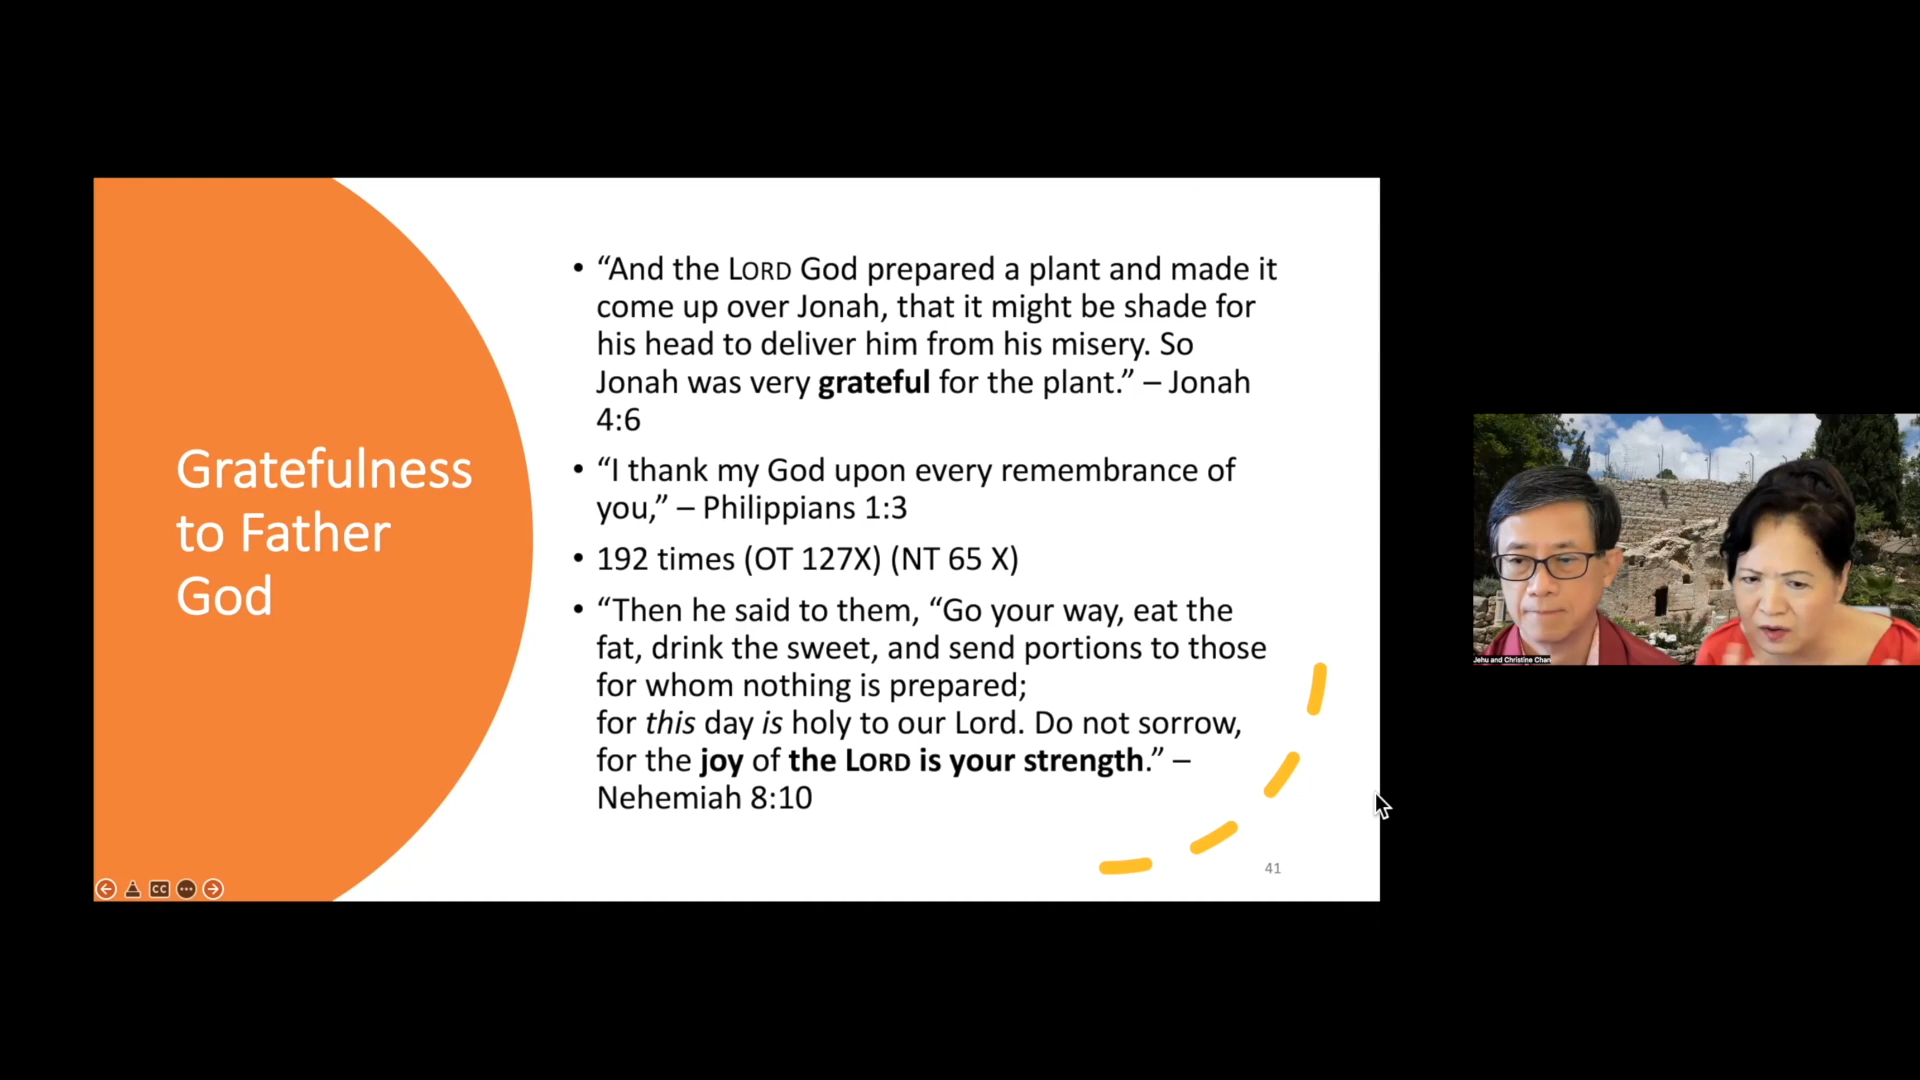 Gratefulness
to Father
God
• “And the LORD God prepared a plant and made it
come up over Jonah, that it might be shade for
his head to deliver him from his misery. So
Jonah was very grateful for the plant.” – Jonah
4:6
• “I thank my God upon every remembrance of
you,” – Philippians 1:3
• 192 times (OT 127X) (NT 65 X)
• “Then he said to them, “Go your way, eat the
fat, drink the sweet, and send portions to those
for whom nothing is prepared;
for this day is holy to our Lord. Do not sorrow,
for the joy of the LORD is your strength.” –
Nehemiah 8:10
41
CC
Jehu and Christine Chan